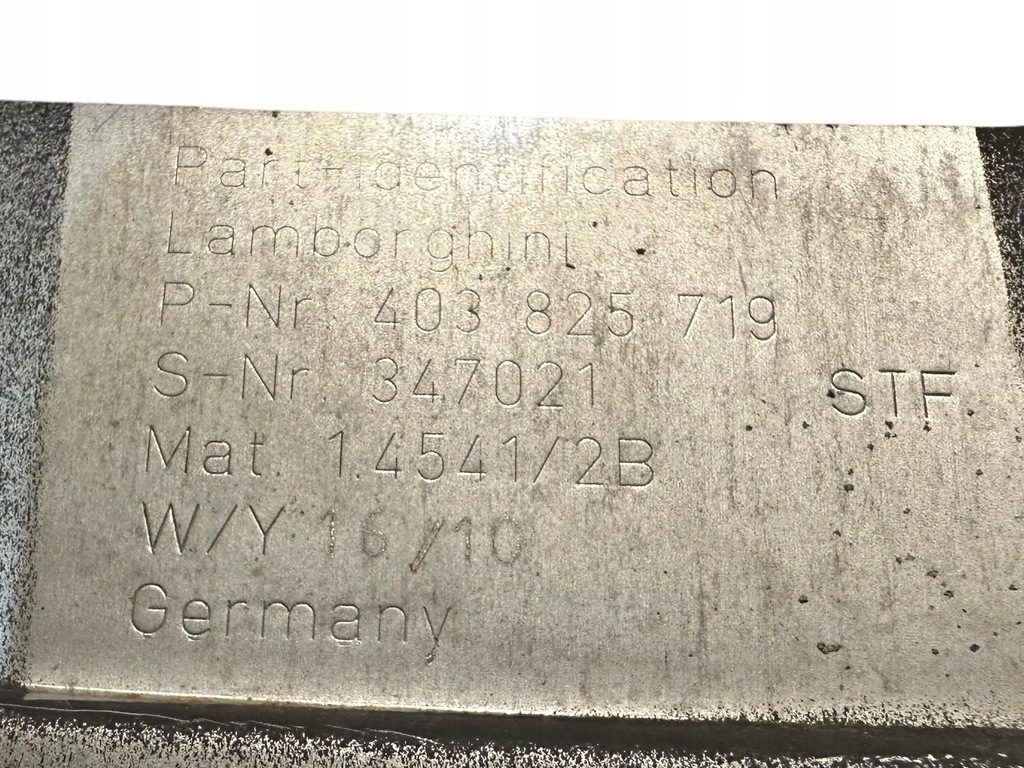 Part-Identification
Lamborghini
P-Nr. 403 825 719
S-Nr. 347021 STF
Mat. 1.4541/2B
W/Y 16/10
Germany